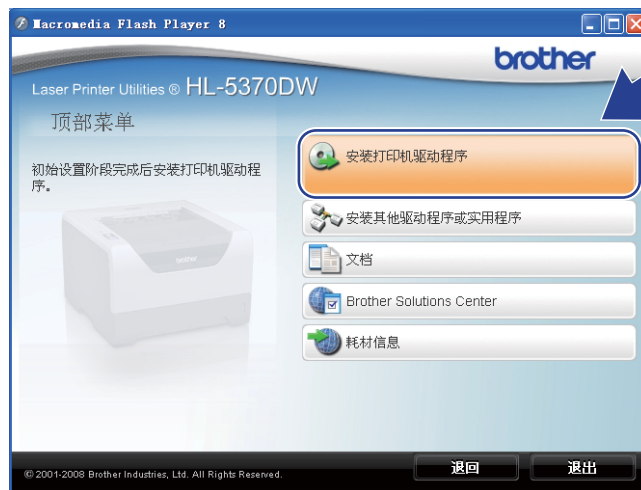 Macromedia Flash Player 8
brother
Laser Printer Utilities ® HL-5370DW
顶部菜单
初始设置阶段完成后安装打印机驱动程
序。
安装打印机驱动程序
安装其他驱动程序或实用程序
文档
Brother Solutions Center
耗材信息
brother
退回
退出
© 2001-2008 Brother Industries, Ltd. All Rights Reserved.